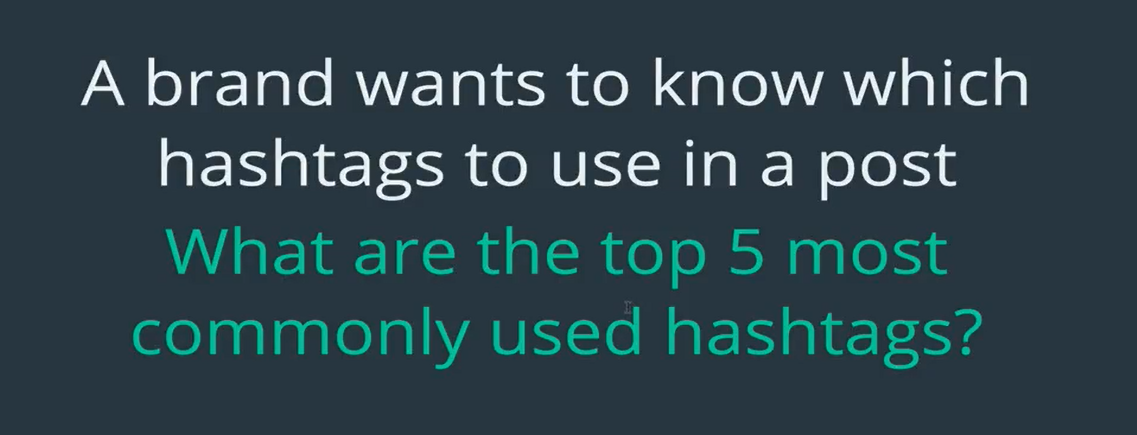 A brand wants to know which
hashtags to use in a post
What are the top 5 most
commonly used hashtags?